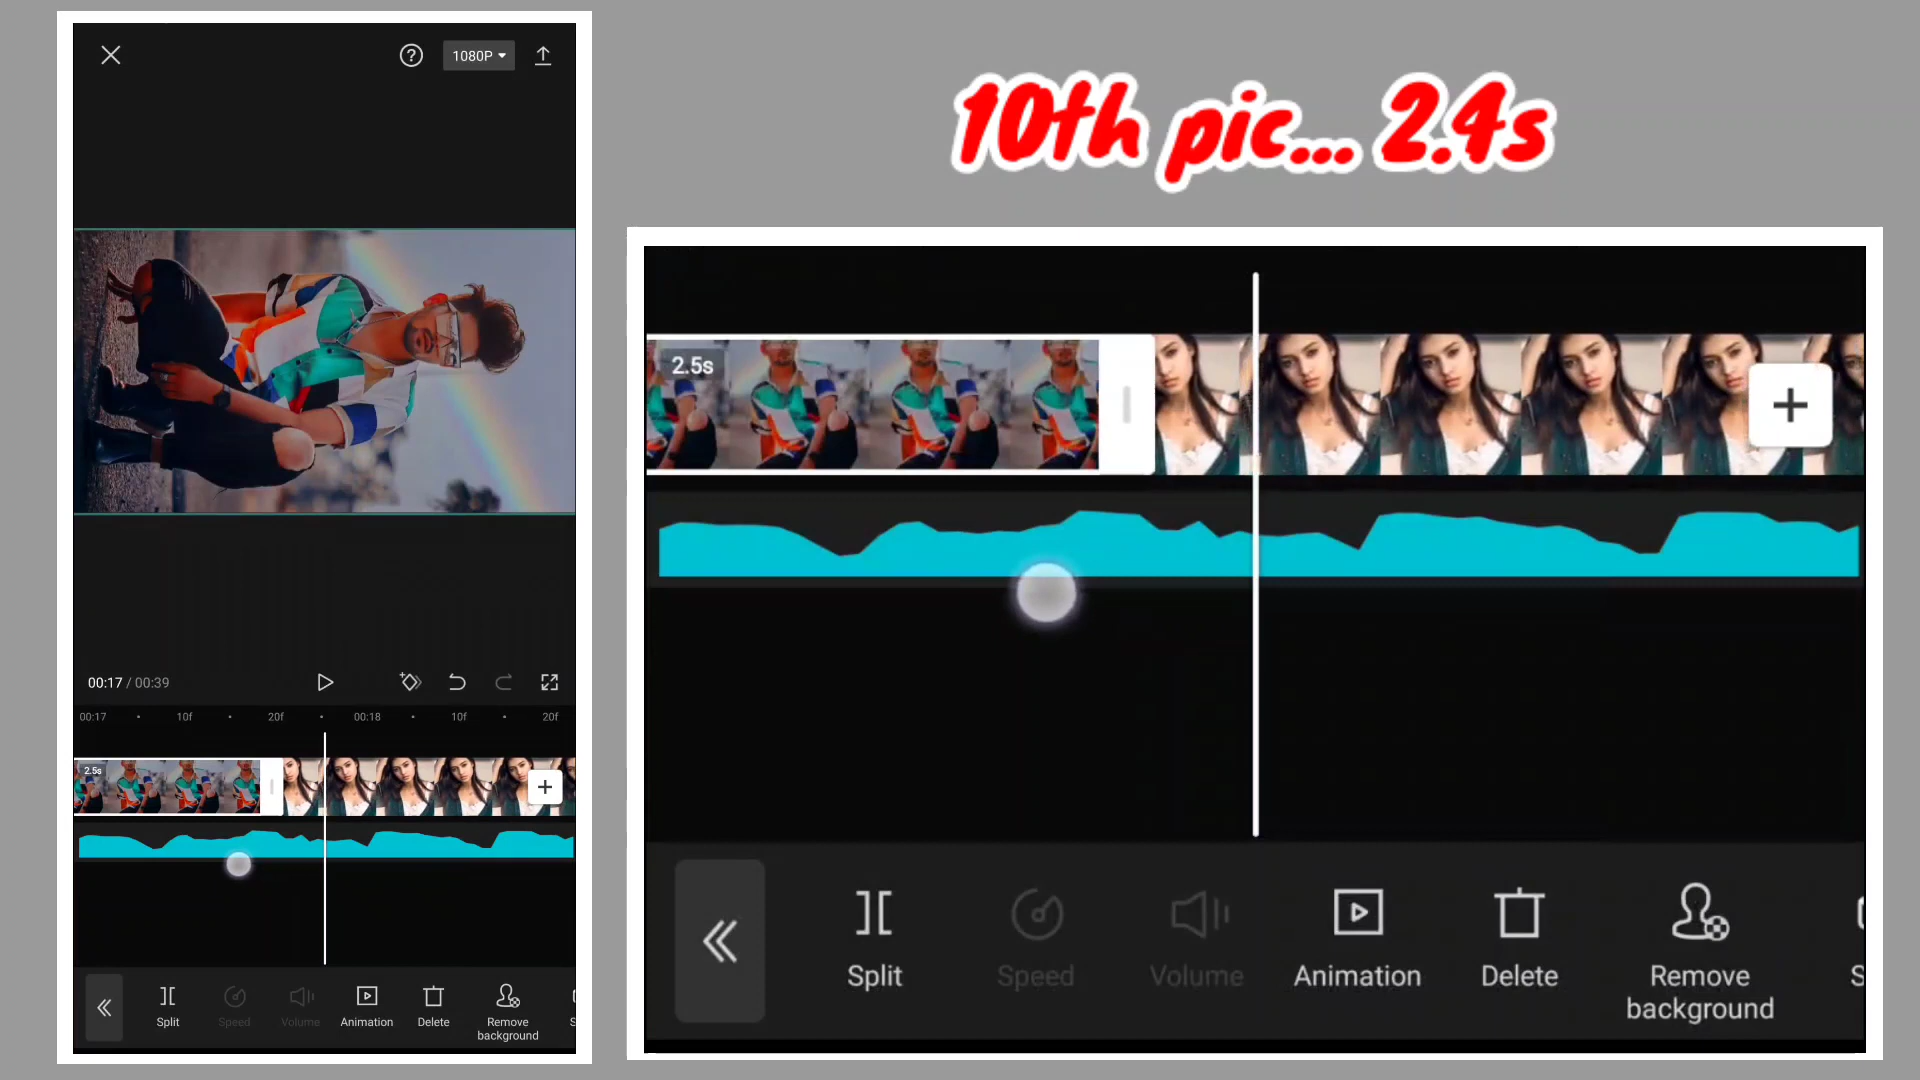 1080P
10th pic... 2.4s
00:17 / 00:39
00:17 10f 20f 00:18 10f 20f
2.5s
Split Speed Volume Animation Delete Remove background S
2.5s
Split Speed Volume Animation Delete Remove background S